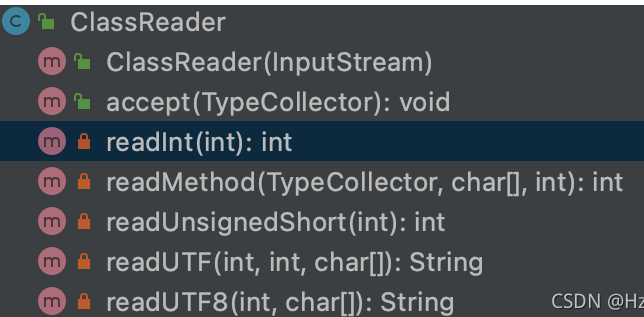 ClassReader
ClassReader(InputStream)
accept(TypeCollector): void
readInt(int): int
readMethod(TypeCollector, char[], int): int
readUnsignedShort(int): int
readUTF(int, int, char[]): String
readUTF8(int, char[]): String
CSDN @Hz